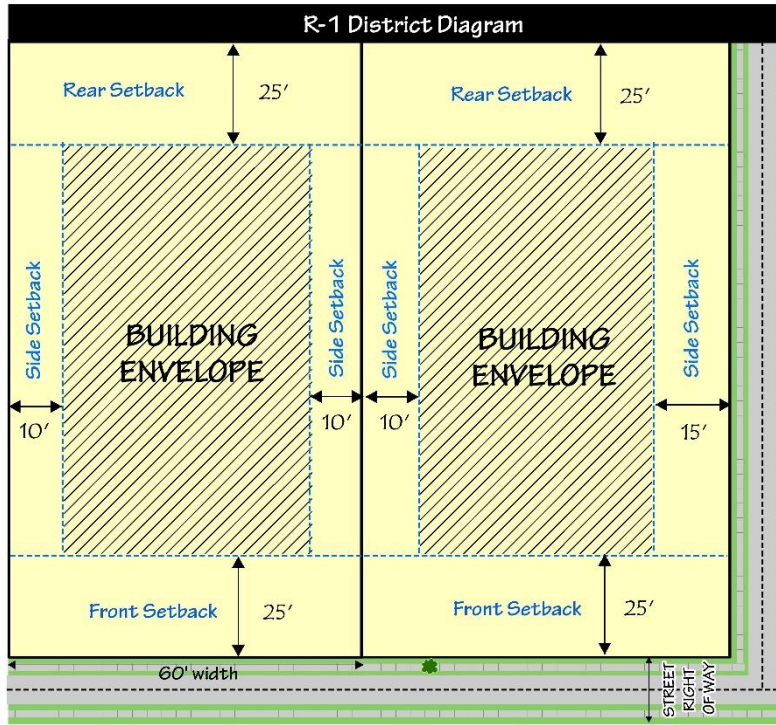 R-1 District Diagram
Rear Setback
25'
Rear Setback
25'
Side Setback
BUILDING
ENVELOPE
Side Setback
Side Setback
BUILDING
ENVELOPE
Side Setback
10'
10'
10'
15'
Front Setback
25'
Front Setback
25'
60' width
STREET
RIGHT-
OF WAY